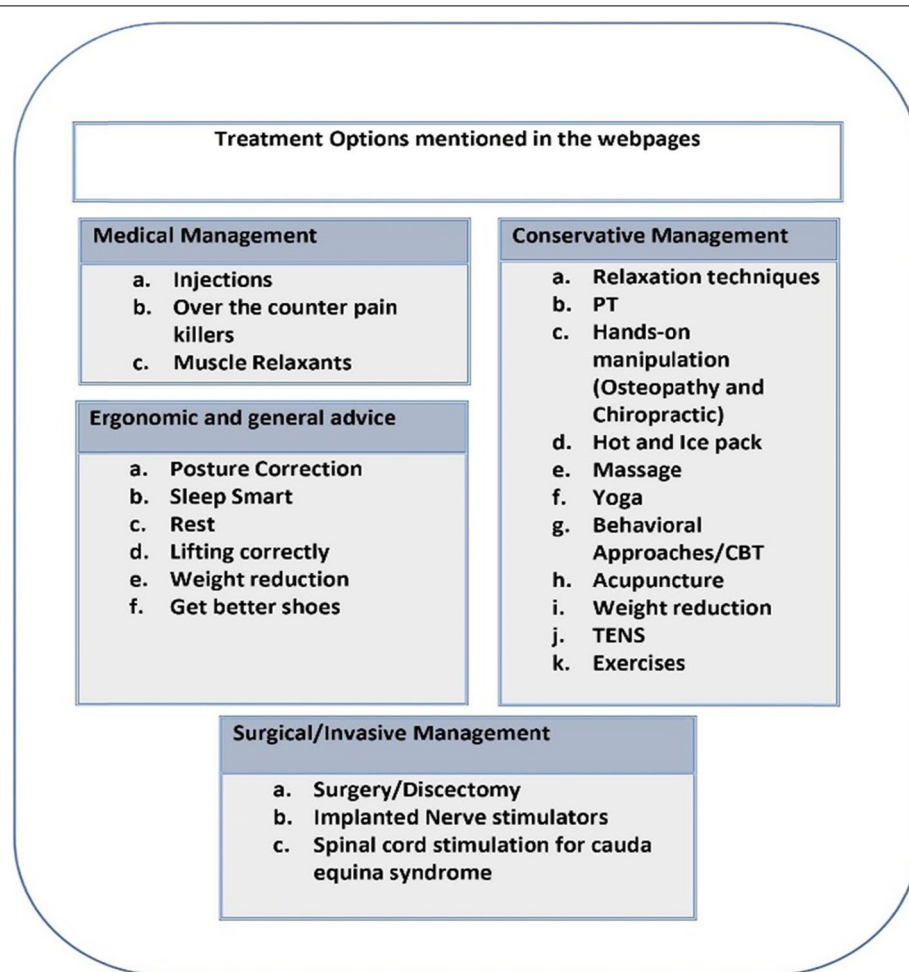 Treatment Options mentioned in the webpages
Medical Management
a. Injections
b. Over the counter pain
killers
c. Muscle Relaxants
Ergonomic and general advice
a. Posture Correction
b. Sleep Smart
c. Rest
d. Lifting correctly
e. Weight reduction
f. Get better shoes
Conservative Management
a. Relaxation techniques
b. PT
c. Hands-on
manipulation
(Osteopathy and
Chiropractic)
d. Hot and Ice pack
e. Massage
f. Yoga
g. Behavioral
Approaches/CBT
h. Acupuncture
i. Weight reduction
j. TENS
k. Exercises
Surgical/Invasive Management
a. Surgery/Discectomy
b. Implanted Nerve stimulators
c. Spinal cord stimulation for cauda
equina syndrome